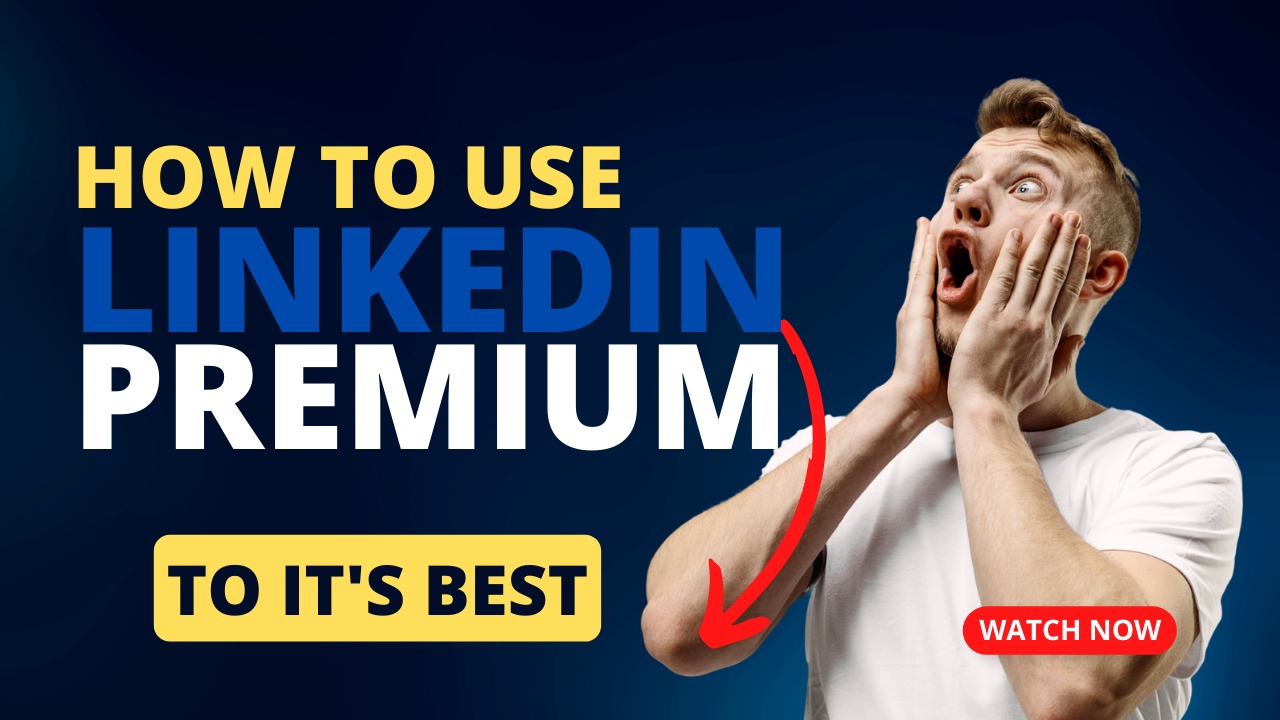 HOW TO USE
LINKEDIN
PREMIUM
TO IT'S BEST
WATCH NOW